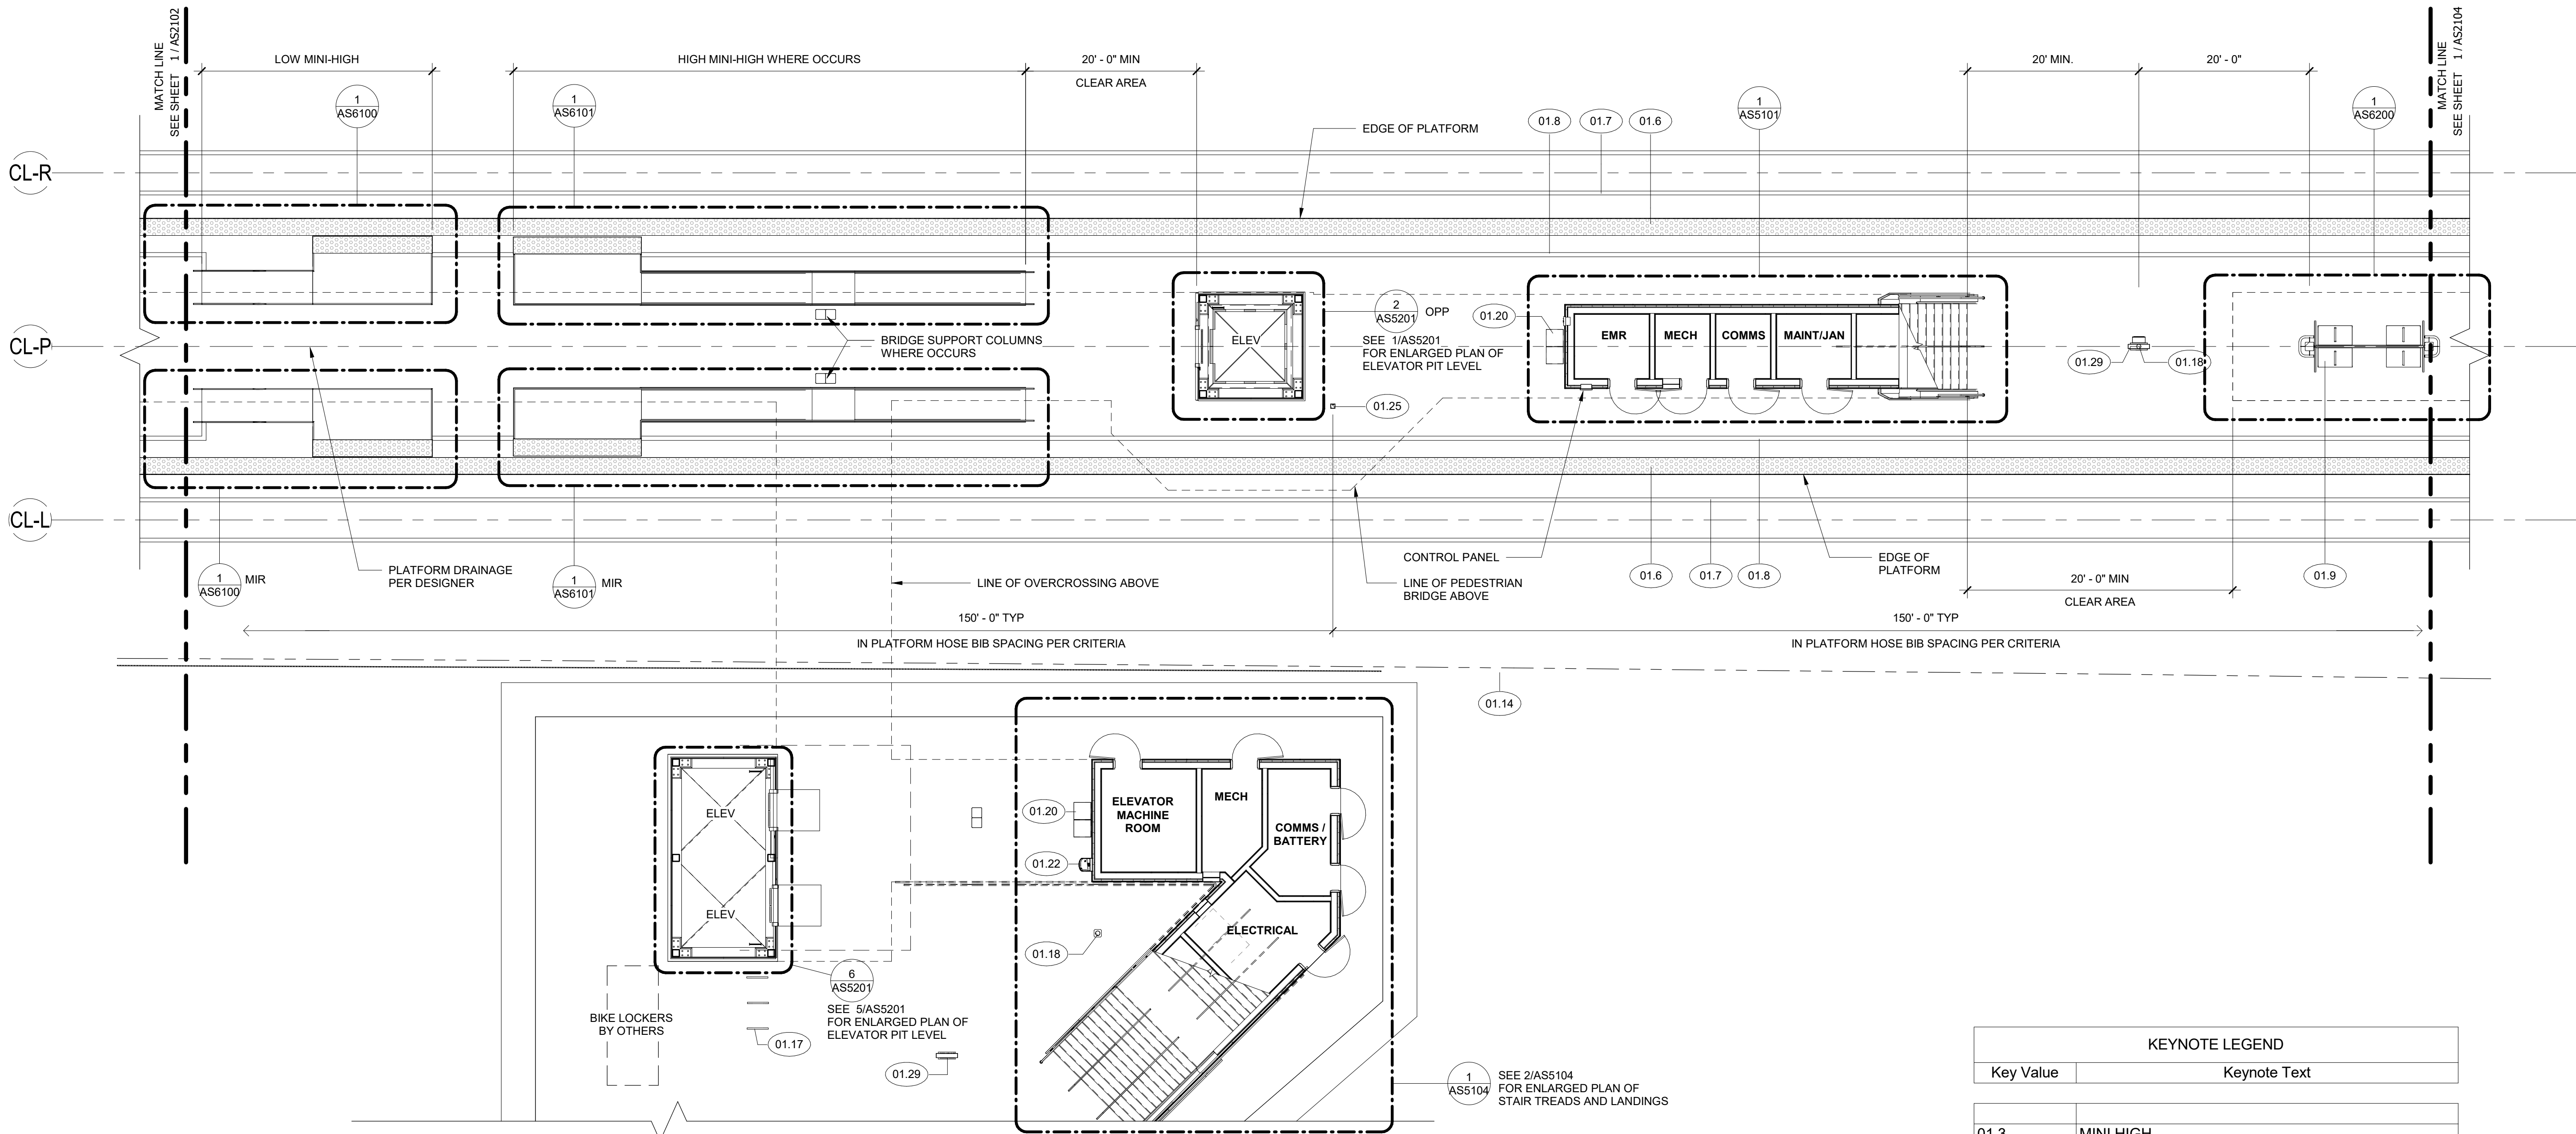 MATCH LINE
SEE SHEET 1 / AS2102
LOW MINI-HIGH
HIGH MINI-HIGH WHERE OCCURS
20' - 0" MIN
CLEAR AREA
20' MIN.
20' - 0"
MATCH LINE
SEE SHEET 1 / AS2104
1
AS6100
1
AS6101
EDGE OF PLATFORM
01.8
01.7
01.6
1
AS5101
1
AS6200
CL-R
CL-P
CL-L
BRIDGE SUPPORT COLUMNS
WHERE OCCURS
ELEV
2
AS5201
OPP
SEE 1/AS5201
FOR ENLARGED PLAN OF
ELEVATOR PIT LEVEL
01.25
01.20
EMR
MECH
COMMS
MAINT/JAN
01.29
01.18
1
AS6100
MIR
PLATFORM DRAINAGE
PER DESIGNER
1
AS6101
MIR
LINE OF OVERCROSSING ABOVE
CONTROL PANEL
LINE OF PEDESTRIAN
BRIDGE ABOVE
01.6
01.7
01.8
EDGE OF
PLATFORM
20' - 0" MIN
CLEAR AREA
01.9
150' - 0" TYP
IN PLATFORM HOSE BIB SPACING PER CRITERIA
150' - 0" TYP
IN PLATFORM HOSE BIB SPACING PER CRITERIA
01.14
ELEV
ELEV
01.20
01.22
ELEVATOR
MACHINE
ROOM
MECH
COMMS /
BATTERY
ELECTRICAL
01.18
6
AS5201
SEE 5/AS5201
FOR ENLARGED PLAN OF
ELEVATOR PIT LEVEL
BIKE LOCKERS
BY OTHERS
01.17
01.29
1
AS5104
SEE 2/AS5104
FOR ENLARGED PLAN OF
STAIR TREADS AND LANDINGS
KEYNOTE LEGEND
Key Value Keynote Text
01.3 MINI HIGH